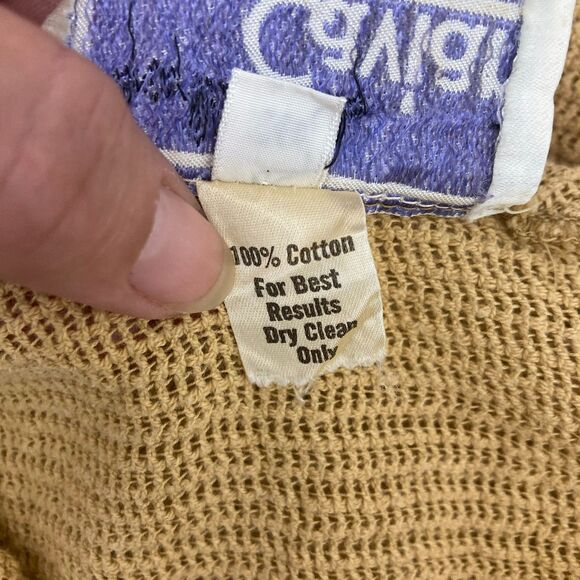 100% Cotton
For Best
Results
Dry Clean
Only